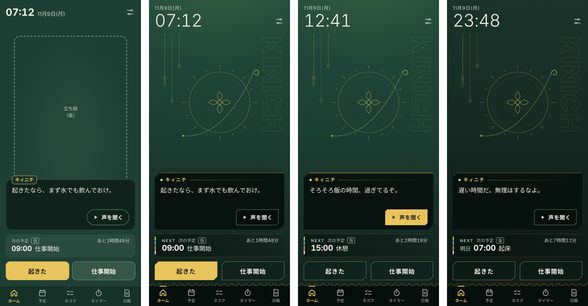 07:12 11月9日(月)
立ち絵
(仮)
キィニチ
起きたなら、まず水でも飲んでおけ。
声を聞く
次の予定 仮 あと1時間48分
09:00 仕事開始
起きた 仕事開始
ホーム 予定 タスク タイマー 日報
11月9日(月)
07:12
KINICH
キィニチ
起きたなら、まず水でも飲んでおけ。
声を聞く
NEXT 次の予定 仮 あと1時間48分
09:00 仕事開始
起きた 仕事開始
ホーム 予定 タスク タイマー 日報
11月9日(月)
12:41
KINICH
キィニチ
そろそろ飯の時間、過ぎてるぞ。
声を聞く
NEXT 次の予定 仮 あと2時間19分
15:00 休憩
起きた 仕事開始
ホーム 予定 タスク タイマー 日報
11月9日(月)
23:48
KINICH
キィニチ
遅い時間だ。無理はするなよ。
声を聞く
NEXT 次の予定 仮 あと7時間12分
明日 07:00 起床
起きた 仕事開始
ホーム 予定 タスク タイマー 日報